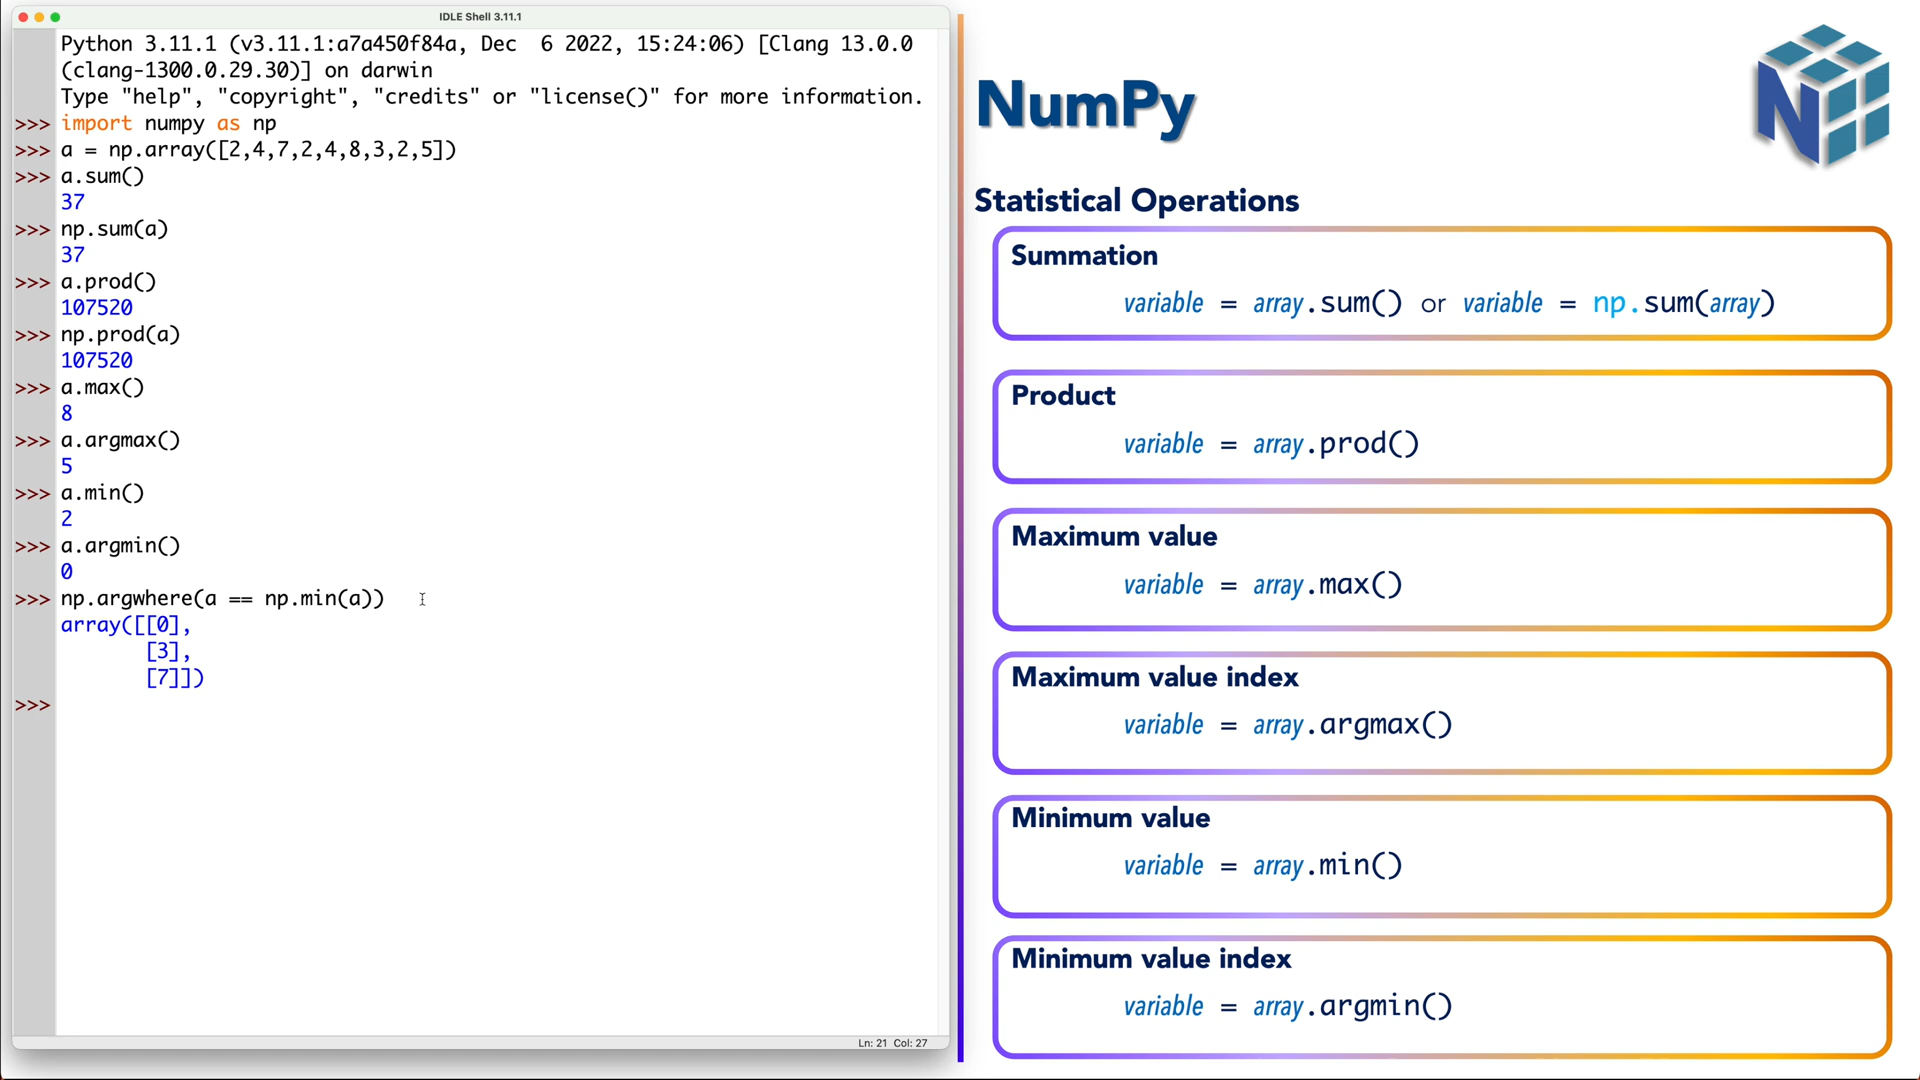 IDLE Shell 3.11.1
Python 3.11.1 (v3.11.1:a7a450f84a, Dec  6 2022, 15:24:06) [Clang 13.0.0
(clang-1300.0.29.30)] on darwin
Type "help", "copyright", "credits" or "license()" for more information.
>>> import numpy as np
>>> a = np.array([2,4,7,2,4,8,3,2,5])
>>> a.sum()
37
>>> np.sum(a)
37
>>> a.prod()
107520
>>> np.prod(a)
107520
>>> a.max()
8
>>> a.argmax()
5
>>> a.min()
2
>>> a.argmin()
0
>>> np.argwhere(a == np.min(a))
array([[0],
       [3],
       [7]])
>>>
Ln: 21 Col: 27
NumPy
N
Statistical Operations
Summation
variable = array.sum() or variable = np.sum(array)
Product
variable = array.prod()
Maximum value
variable = array.max()
Maximum value index
variable = array.argmax()
Minimum value
variable = array.min()
Minimum value index
variable = array.argmin()